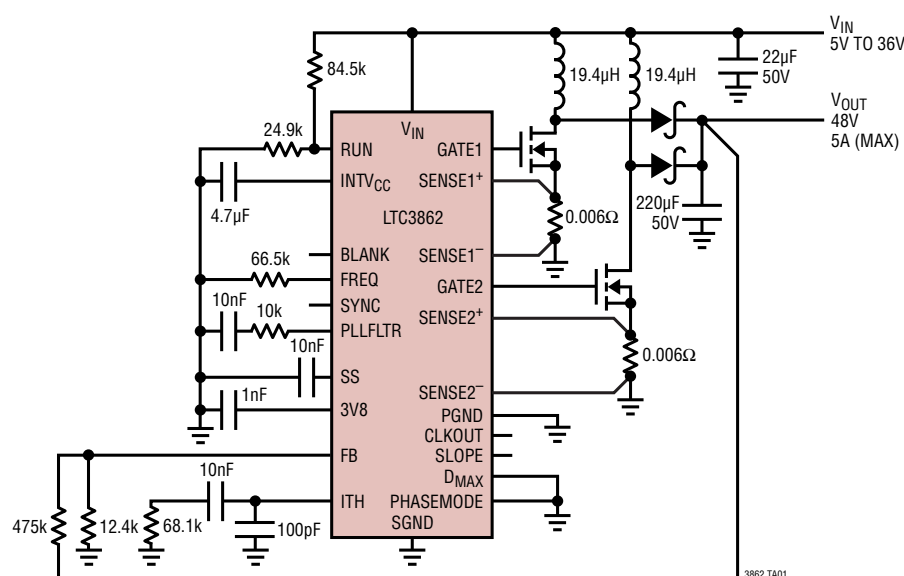 V_IN
5V TO 36V
84.5k
19.4µH
19.4µH
22µF
50V
V_OUT
48V
5A (MAX)
24.9k
V_IN
RUN
GATE1
INTV_CC
SENSE1+
4.7µF
LTC3862
0.006Ω
220µF
50V
BLANK
SENSE1–
66.5k
FREQ
GATE2
10nF
10k
SYNC
SENSE2+
PLLFLTR
10nF
0.006Ω
SS
SENSE2–
1nF
3V8
PGND
CLKOUT
FB
SLOPE
10nF
D_MAX
ITH
PHASEMODE
475k
12.4k
68.1k
100pF
SGND
3862 TA01